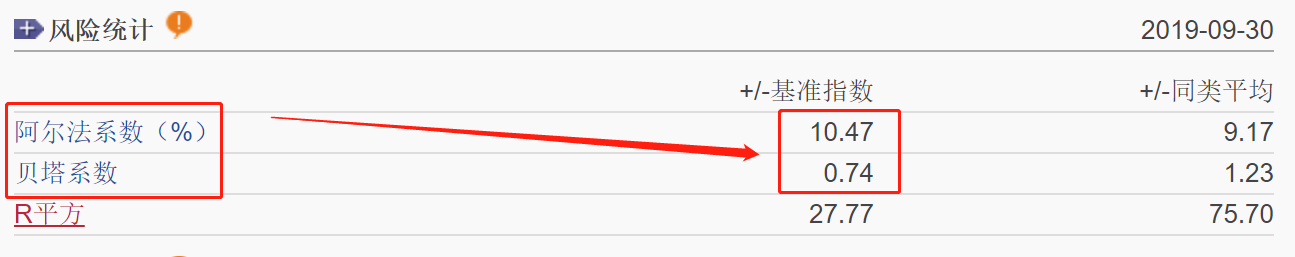 风险统计 2019-09-30
+/-基准指数 +/-同类平均
阿尔法系数（%） 10.47 9.17
贝塔系数 0.74 1.23
R平方 27.77 75.70